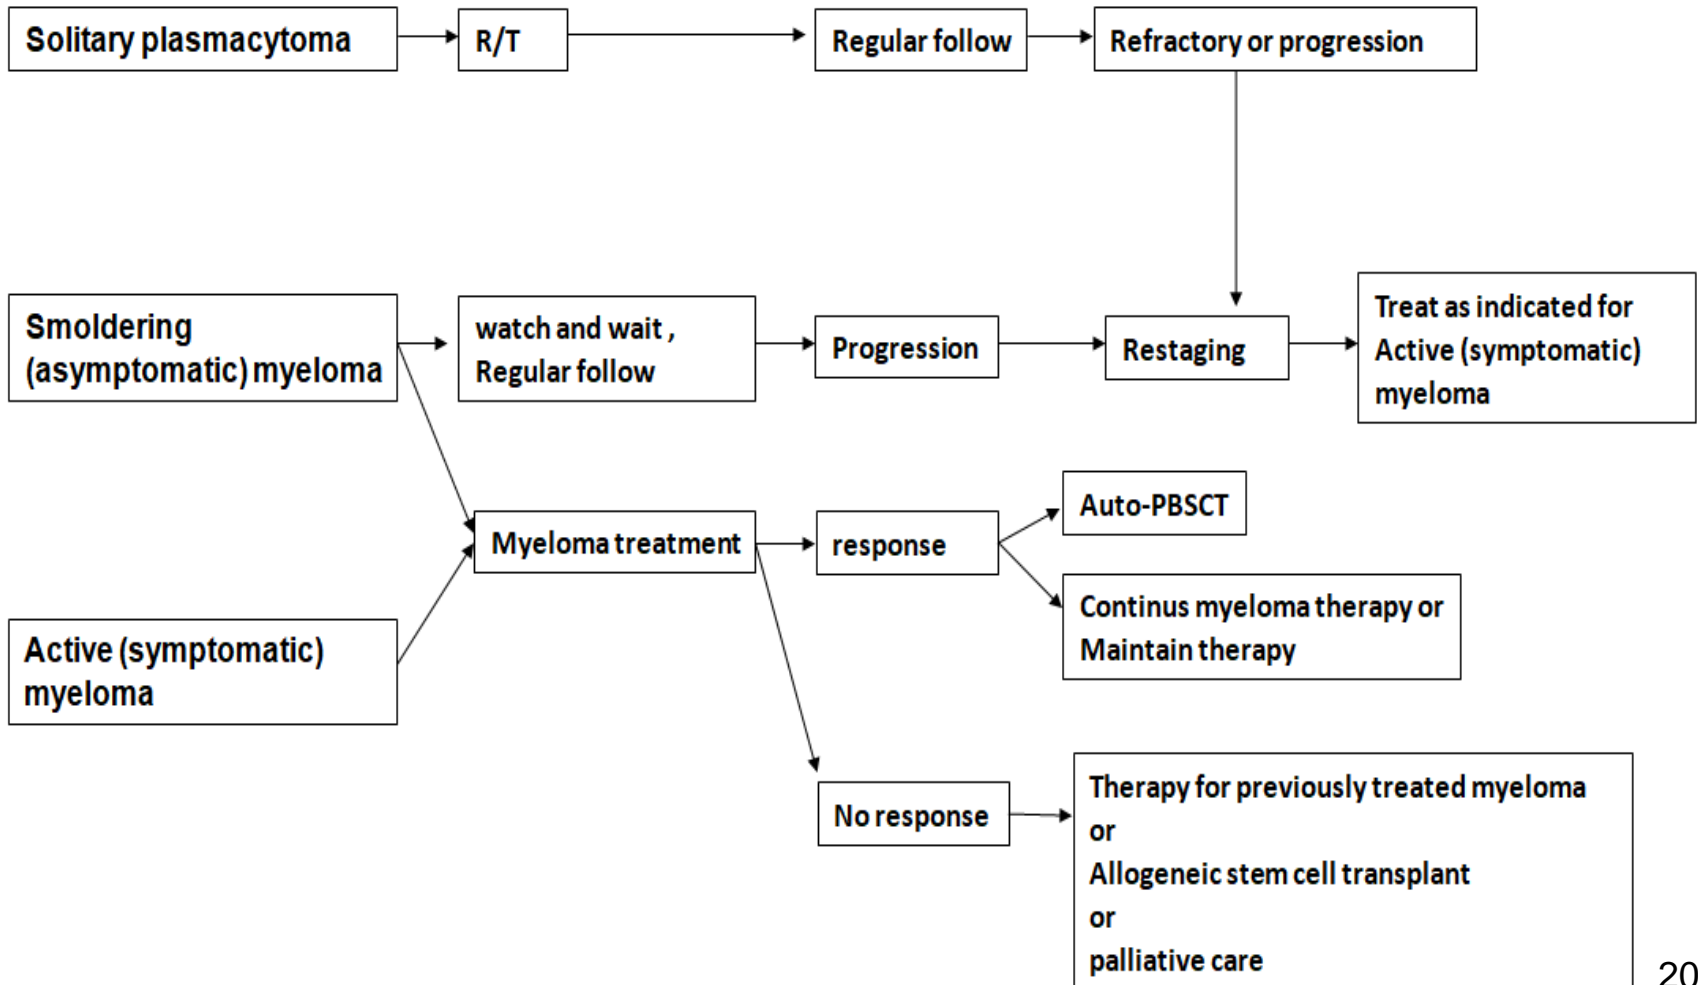 Solitary plasmacytoma
R/T
Regular follow
Refractory or progression
Smoldering
(asymptomatic) myeloma
watch and wait ,
Regular follow
Progression
Restaging
Treat as indicated for
Active (symptomatic)
myeloma
Active (symptomatic)
myeloma
Myeloma treatment
response
Auto-PBSCT
Continus myeloma therapy or
Maintain therapy
No response
Therapy for previously treated myeloma
or
Allogeneic stem cell transplant
or
palliative care
20